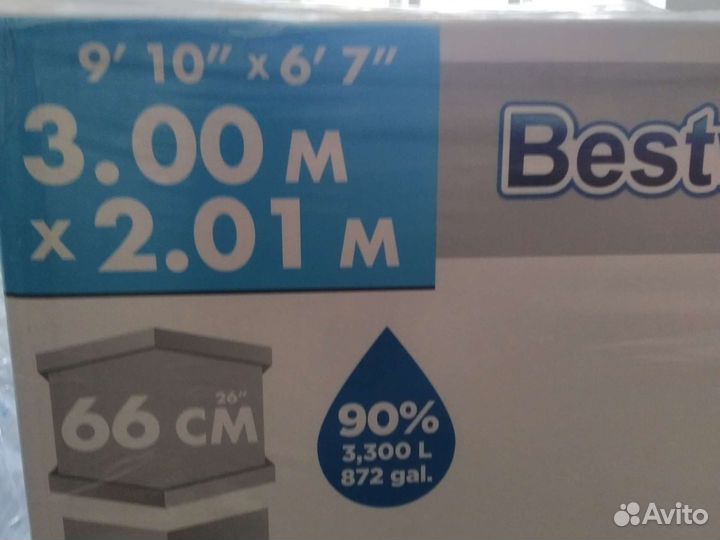 9' 10" x 6' 7"
3.00 M
x 2.01 M
Best
26"
66 CM
90%
3,300 L
872 gal.
Avito